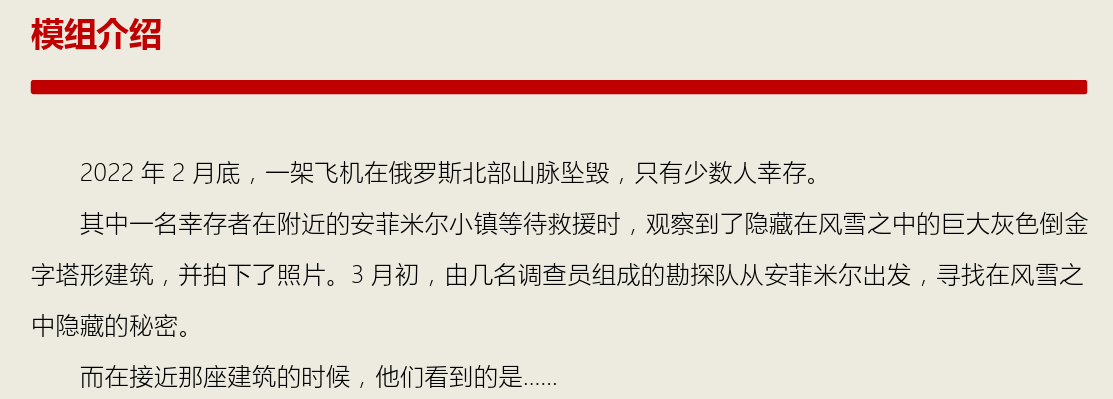 模组介绍
2022 年 2 月底，一架飞机在俄罗斯北部山脉坠毁，只有少数人幸存。
其中一名幸存者在附近的安菲米尔小镇等待救援时，观察到了隐藏在风雪之中的巨大灰色倒金
字塔形建筑，并拍下了照片。3 月初，由几名调查员组成的勘探队从安菲米尔出发，寻找在风雪之
中隐藏的秘密。
而在接近那座建筑的时候，他们看到的是……